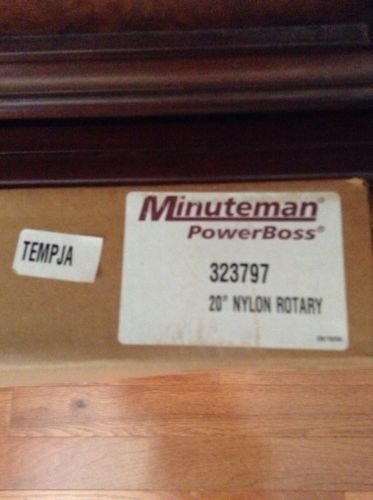 Minuteman®
PowerBoss®
TEMPJA
323797
20" NYLON ROTARY